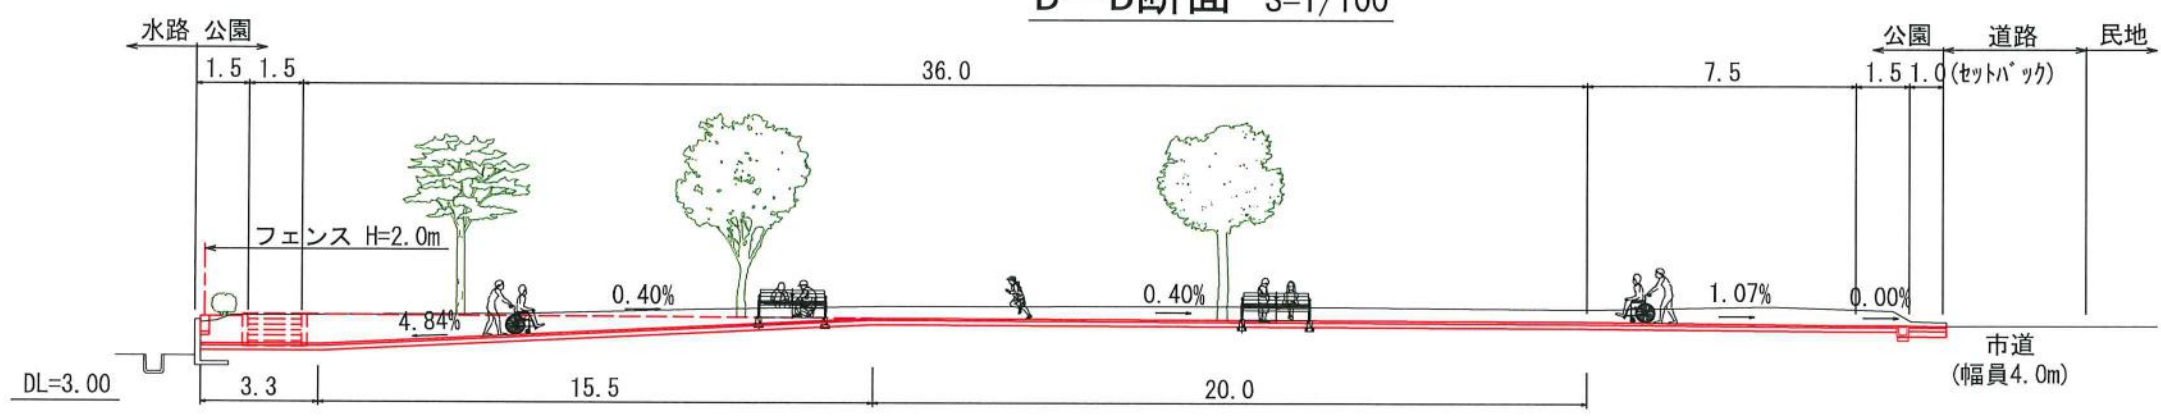 S=1/100
水路 公園
公園 道路 民地
1.5 1.5 36.0 7.5 1.5 1.0 (セットバック)
フェンス H=2.0m
0.40% 0.40% 1.07% 0.00%
4.84%
市道
(幅員4.0m)
DL=3.00 3.3 15.5 20.0